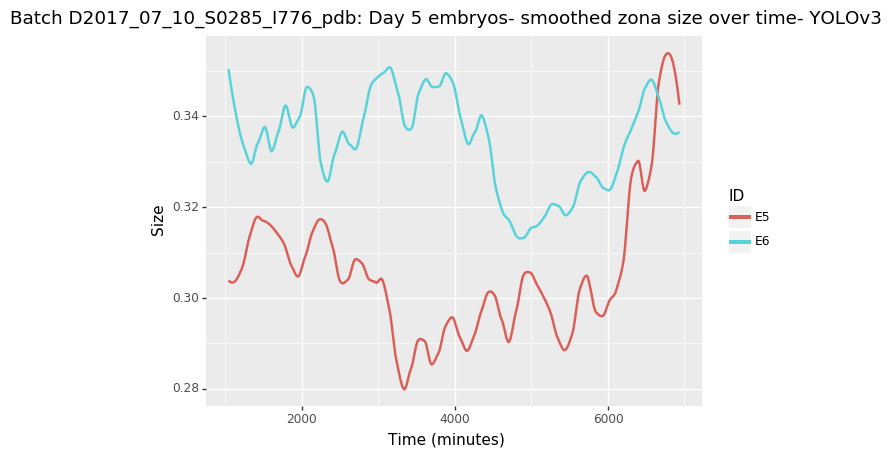 Batch D2017_07_10_S0285_I776_pdb: Day 5 embryos- smoothed zona size over time- YOLOv3
0.34
0.32
0.30
0.28
Size
2000
4000
6000
Time (minutes)
ID
E5
E6